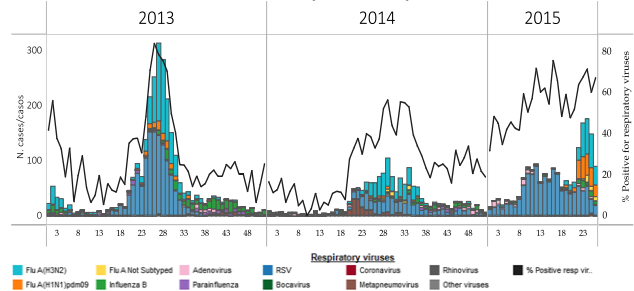 2013 2014 2015
300
200
100
0
N. cases/casos
80
60
40
20
0
% Positive for respiratory viruses
3 8 13 18 23 28 33 38 43 48 3 8 13 18 23 28 33 38 43 48 3 8 13 18 23
Respiratory viruses
Flu A(H3N2) Flu A Not Subtyped Adenovirus RSV Coronavirus Rhinovirus % Positive resp vir..
Flu A(H1N1)pdm09 Influenza B Parainfluenza Bocavirus Metapneumovirus Other viruses